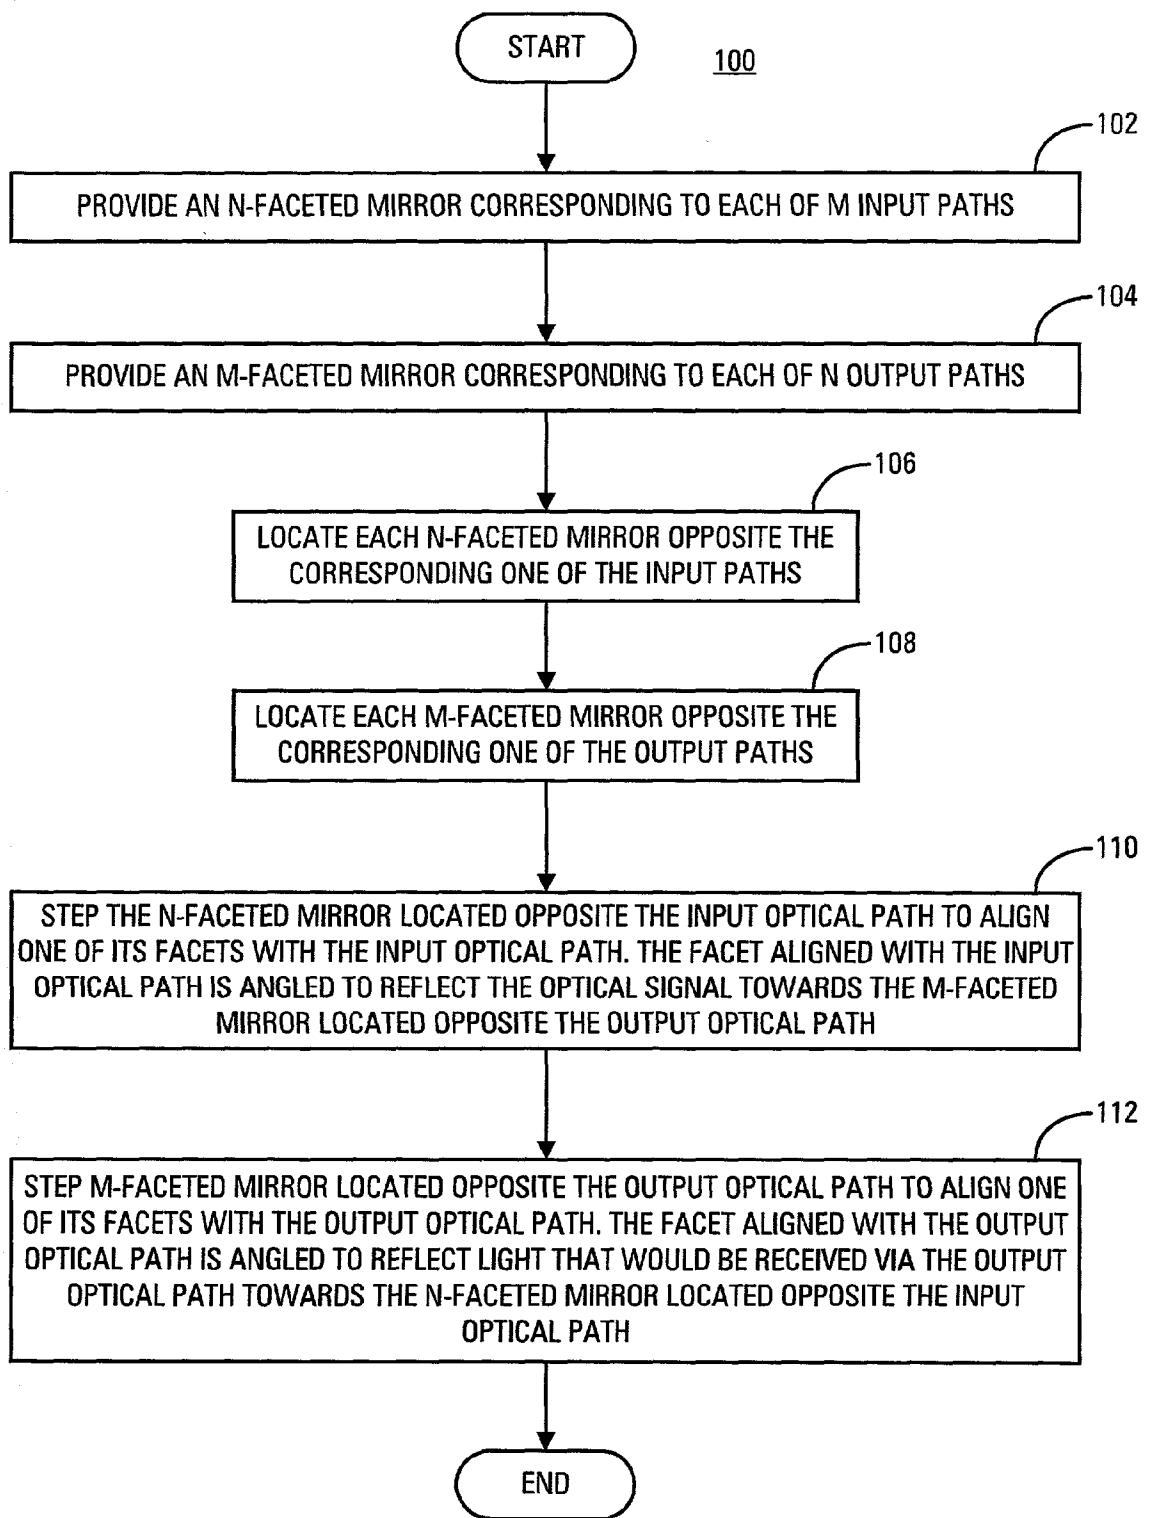 START
100
102
PROVIDE AN N-FACETED MIRROR CORRESPONDING TO EACH OF M INPUT PATHS
104
PROVIDE AN M-FACETED MIRROR CORRESPONDING TO EACH OF N OUTPUT PATHS
106
LOCATE EACH N-FACETED MIRROR OPPOSITE THE
CORRESPONDING ONE OF THE INPUT PATHS
108
LOCATE EACH M-FACETED MIRROR OPPOSITE THE
CORRESPONDING ONE OF THE OUTPUT PATHS
110
STEP THE N-FACETED MIRROR LOCATED OPPOSITE THE INPUT OPTICAL PATH TO ALIGN
ONE OF ITS FACETS WITH THE INPUT OPTICAL PATH. THE FACET ALIGNED WITH THE INPUT
OPTICAL PATH IS ANGLED TO REFLECT THE OPTICAL SIGNAL TOWARDS THE M-FACETED
MIRROR LOCATED OPPOSITE THE OUTPUT OPTICAL PATH
112
STEP M-FACETED MIRROR LOCATED OPPOSITE THE OUTPUT OPTICAL PATH TO ALIGN ONE
OF ITS FACETS WITH THE OUTPUT OPTICAL PATH. THE FACET ALIGNED WITH THE OUTPUT
OPTICAL PATH IS ANGLED TO REFLECT LIGHT THAT WOULD BE RECEIVED VIA THE OUTPUT
OPTICAL PATH TOWARDS THE N-FACETED MIRROR LOCATED OPPOSITE THE INPUT
OPTICAL PATH
END